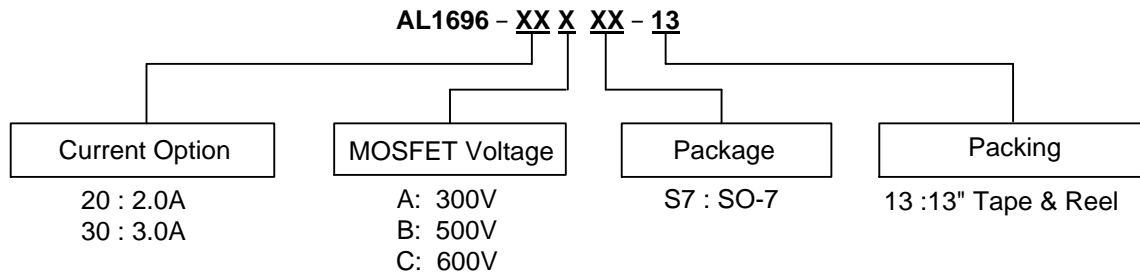 AL1696 – XX X XX – 13
Current Option
20 : 2.0A
30 : 3.0A
MOSFET Voltage
A: 300V
B: 500V
C: 600V
Package
S7 : SO-7
Packing
13 :13" Tape & Reel